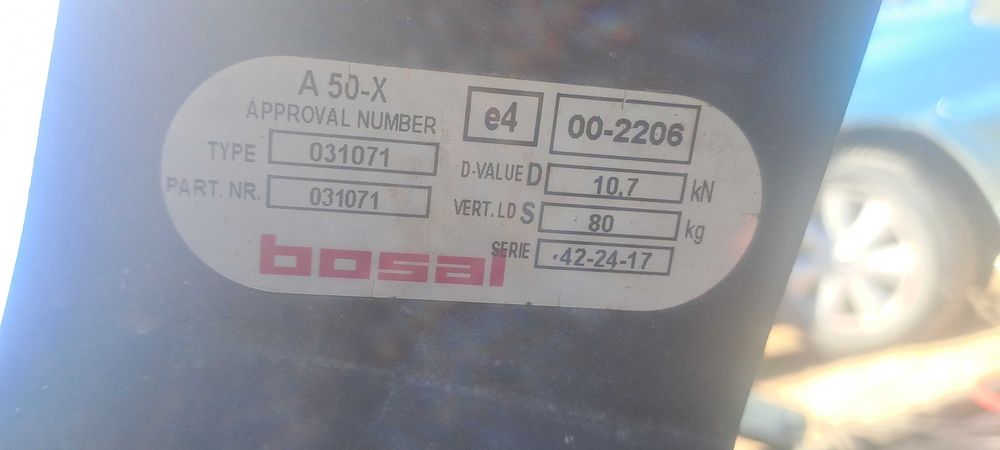 A 50-X
APPROVAL NUMBER e4 00-2206
TYPE 031071 D-VALUE D 10.7 kN
PART. NR. 031071 VERT. LD S 80 kg
bosal SERIE .42-24-17